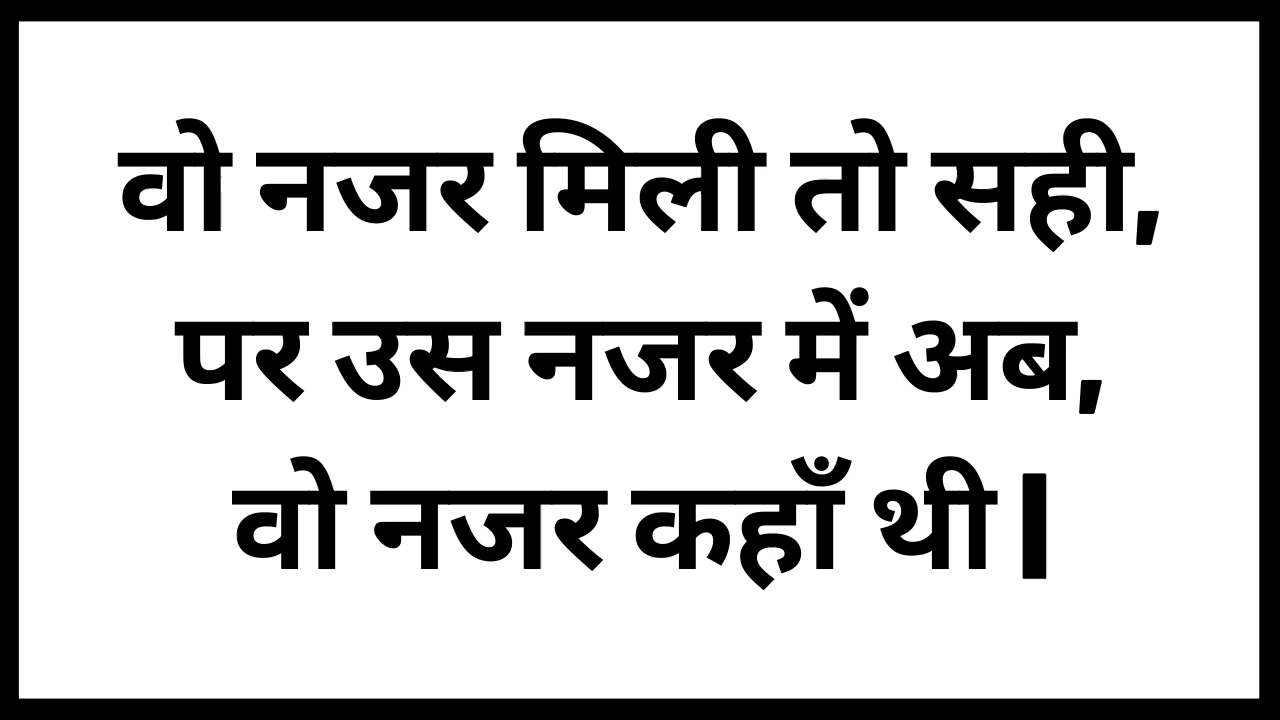 वो नजर मिली तो सही,
पर उस नजर में अब,
वो नजर कहाँ थी।